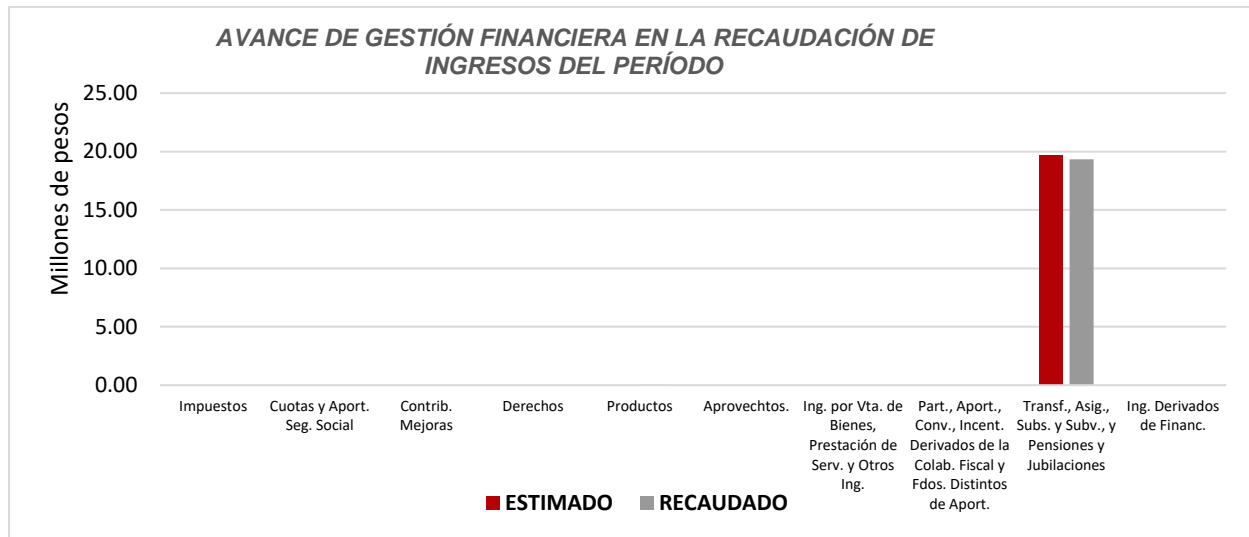 AVANCE DE GESTIÓN FINANCIERA EN LA RECAUDACIÓN DE
INGRESOS DEL PERÍODO
Millones de pesos
25.00
20.00
15.00
10.00
5.00
0.00
Impuestos
Cuotas y Aport.
Seg. Social
Contrib.
Mejoras
Derechos
Productos
Aprovechtos.
Ing. por Vta. de
Bienes,
Prestación de
Serv. y Otros
Ing.
Part., Aport.,
Conv., Incent.
Derivados de la
Colab. Fiscal y
Fdos. Distintos
de Aport.
Transf., Asig.,
Subs. y Subv., y
Pensiones y
Jubilaciones
Ing. Derivados
de Financ.
ESTIMADO
RECAUDADO